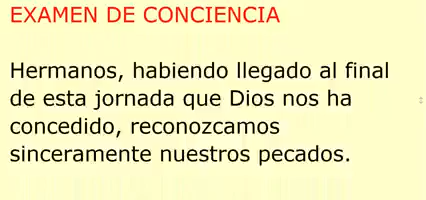 EXAMEN DE CONCIENCIA
Hermanos, habiendo llegado al final
de esta jornada que Dios nos ha
concedido, reconozcamos
sinceramente nuestros pecados.